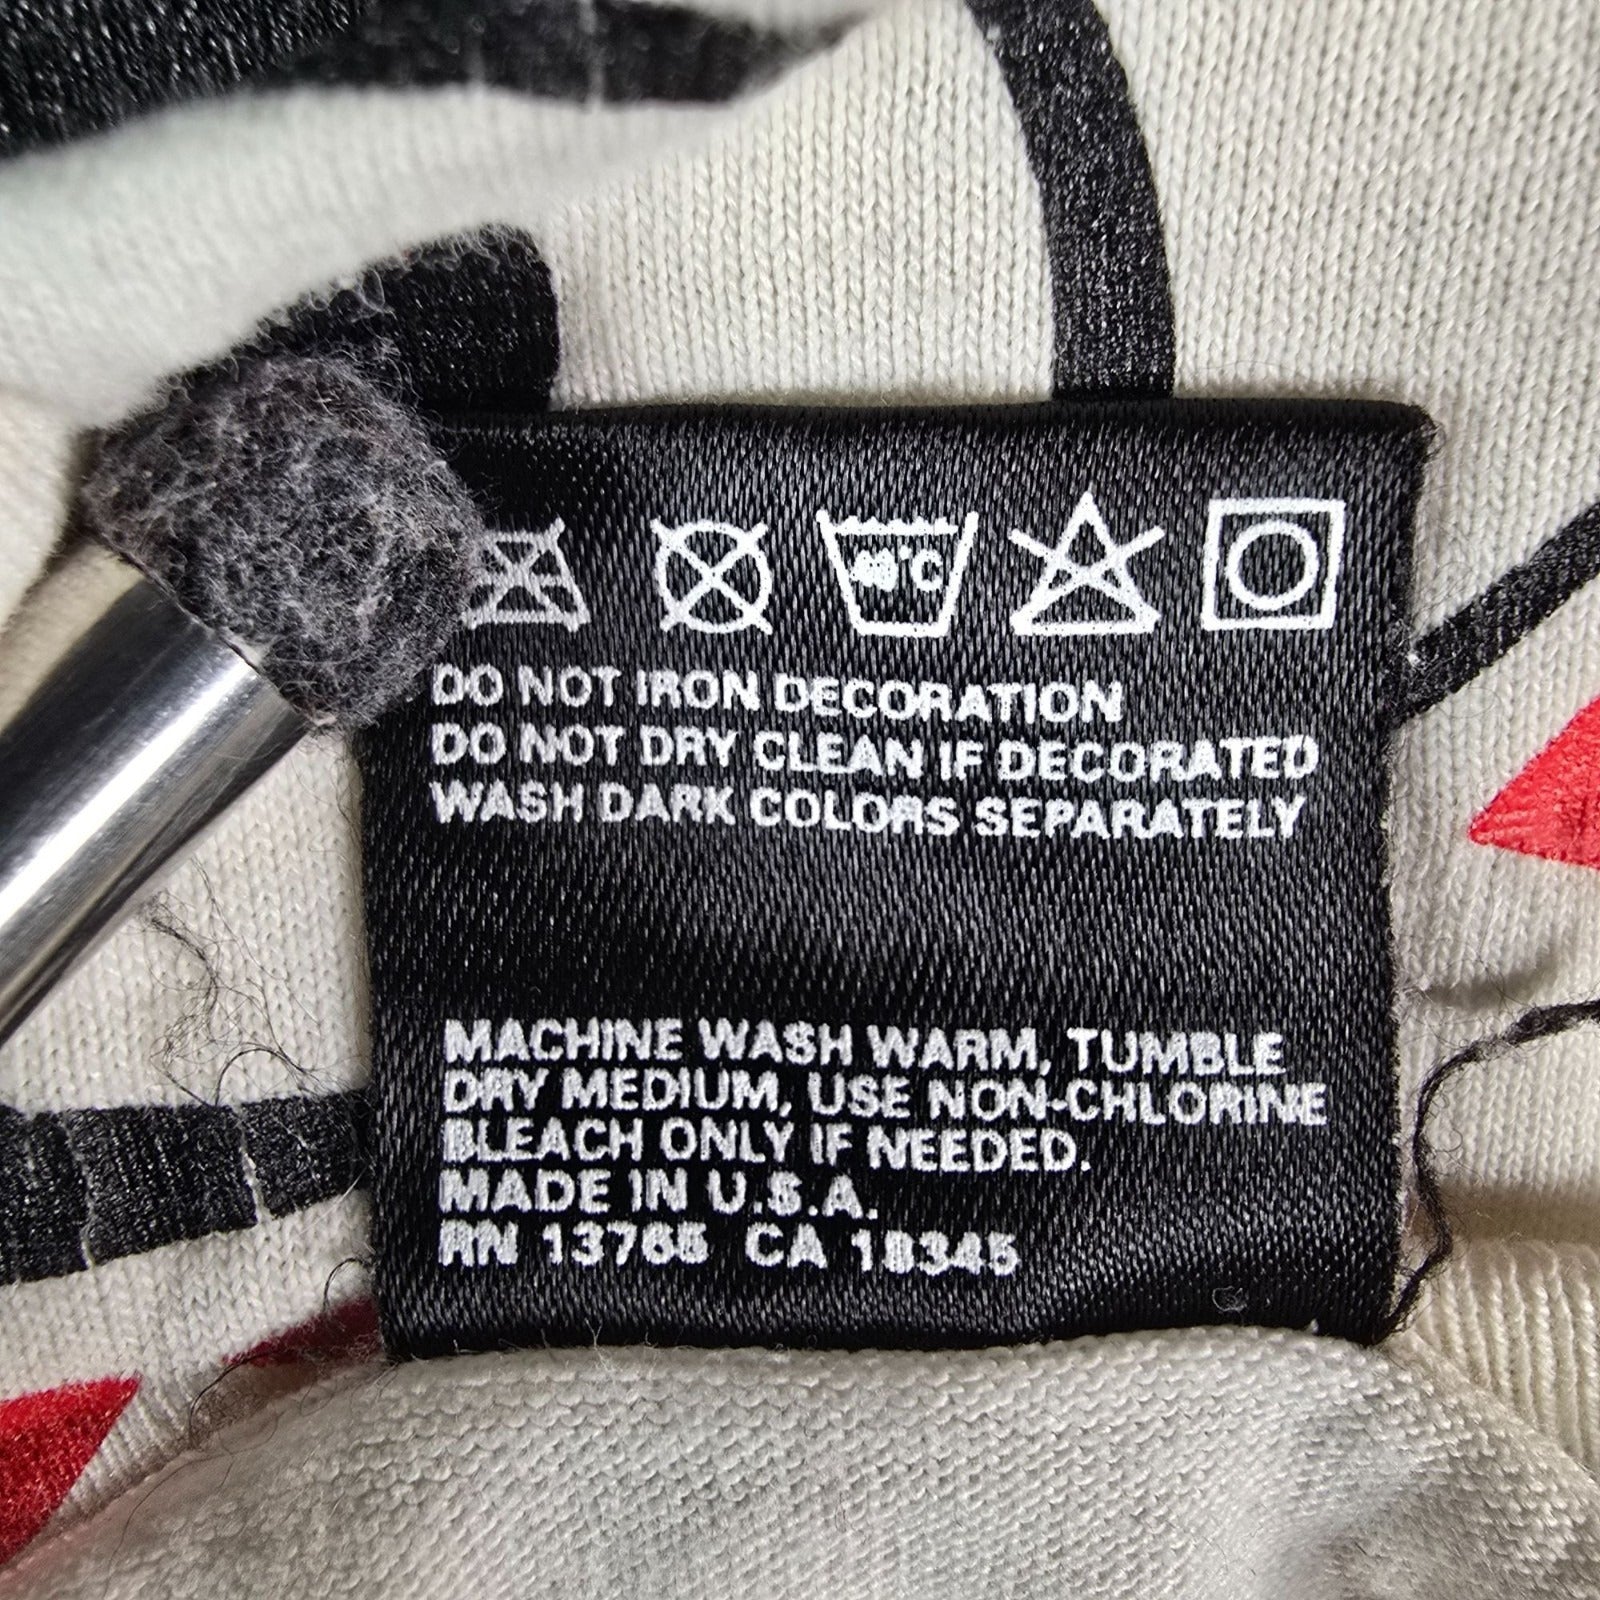 40°C
DO NOT IRON DECORATION
DO NOT DRY CLEAN IF DECORATED
WASH DARK COLORS SEPARATELY
MACHINE WASH WARM, TUMBLE
DRY MEDIUM, USE NON-CHLORINE
BLEACH ONLY IF NEEDED.
MADE IN U.S.A.
RN 13765 CA 18345